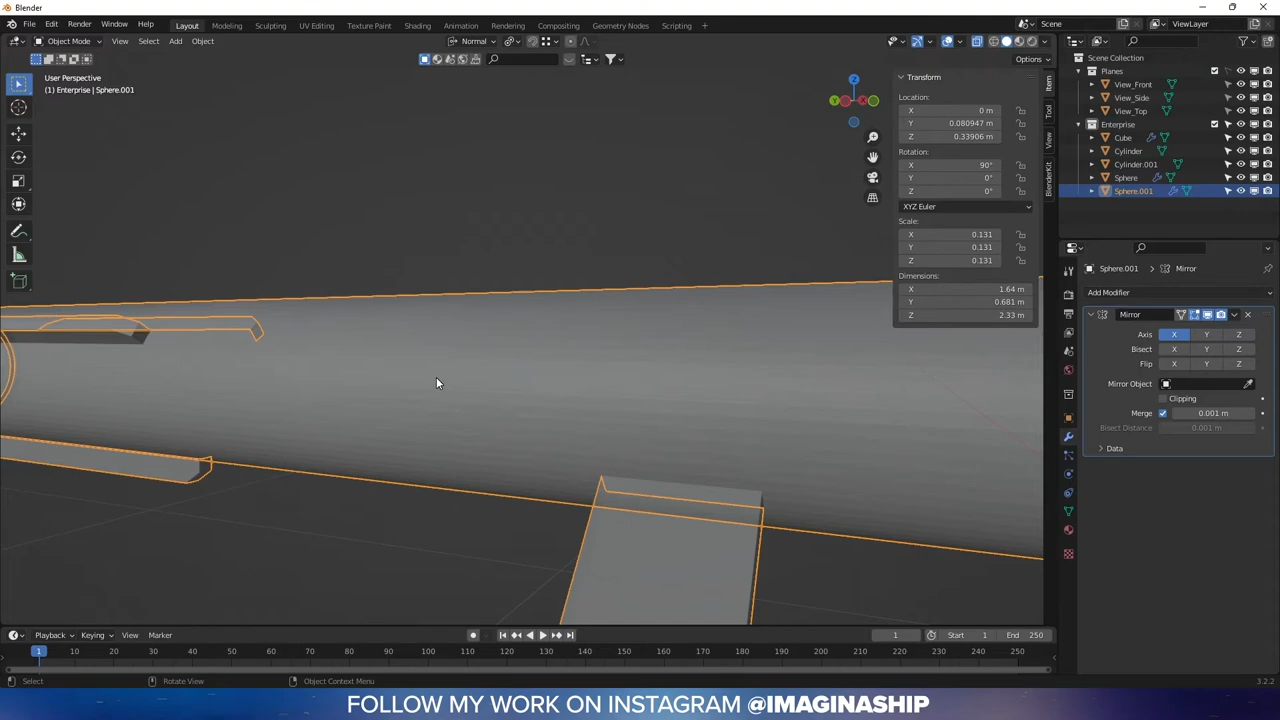 Blender
File Edit Render Window Help
Layout Modeling Sculpting UV Editing Texture Paint Shading Animation Rendering Compositing Geometry Nodes Scripting +
Scene
ViewLayer
Object Mode View Select Add Object
Normal
Options
User Perspective
(1) Enterprise | Sphere.001
Transform
Location:
X 0 m
Y 0.080947 m
Z 0.33906 m
Rotation:
X 90°
Y 0°
Z 0°
XYZ Euler
Scale:
X 0.131
Y 0.131
Z 0.131
Dimensions:
X 1.64 m
Y 0.681 m
Z 2.33 m
Item
Tool
View
BlenderKit
Z
Y
X
Scene Collection
Planes
View_Front
View_Side
View_Top
Enterprise
Cube
Cylinder
Cylinder.001
Sphere
Sphere.001
Sphere.001 > Mirror
Add Modifier
Mirror
Axis X Y Z
Bisect X Y Z
Flip X Y Z
Mirror Object
Clipping
Merge 0.001 m
Bisect Distance 0.001 m
Data
Playback Keying View Marker
1 Start 1 End 250
1 10 20 30 40 50 60 70 80 90 100 110 120 130 140 150 160 170 180 190 200 210 220 230 240 250
Select Rotate View Object Context Menu 3.2.2
FOLLOW MY WORK ON INSTAGRAM @IMAGINASHIP